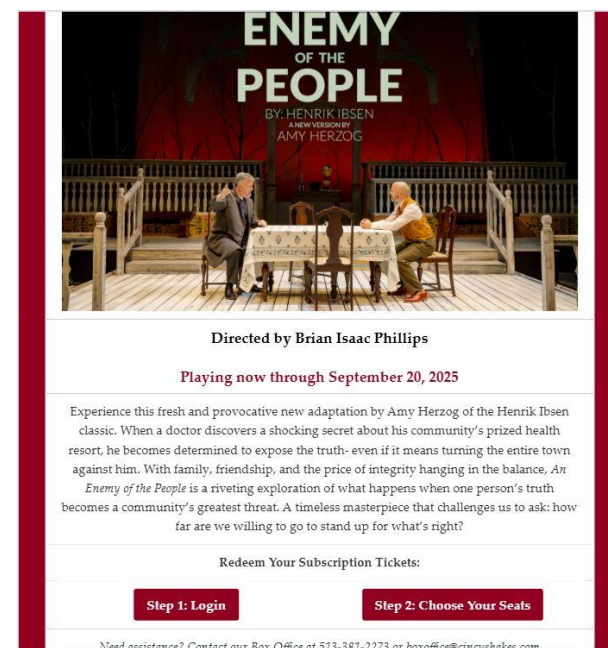 ENEMY
OF THE
PEOPLE
BY: HENRIK IBSEN
A NEW VERSION BY
AMY HERZOG
Directed by Brian Isaac Phillips
Playing now through September 20, 2025
Experience this fresh and provocative new adaptation by Amy Herzog of the Henrik Ibsen
classic. When a doctor discovers a shocking secret about his community's prized health
resort, he becomes determined to expose the truth- even if it means turning the entire town
against him. With family, friendship, and the price of integrity hanging in the balance, An
Enemy of the People is a riveting exploration of what happens when one person's truth
becomes a community's greatest threat. A timeless masterpiece that challenges us to ask: how
far are we willing to go to stand up for what's right?
Redeem Your Subscription Tickets:
Step 1: Login
Step 2: Choose Your Seats
Need assistance? Contact our Box Office at 513-381-2273 or boxoffice@cincyshakes.com